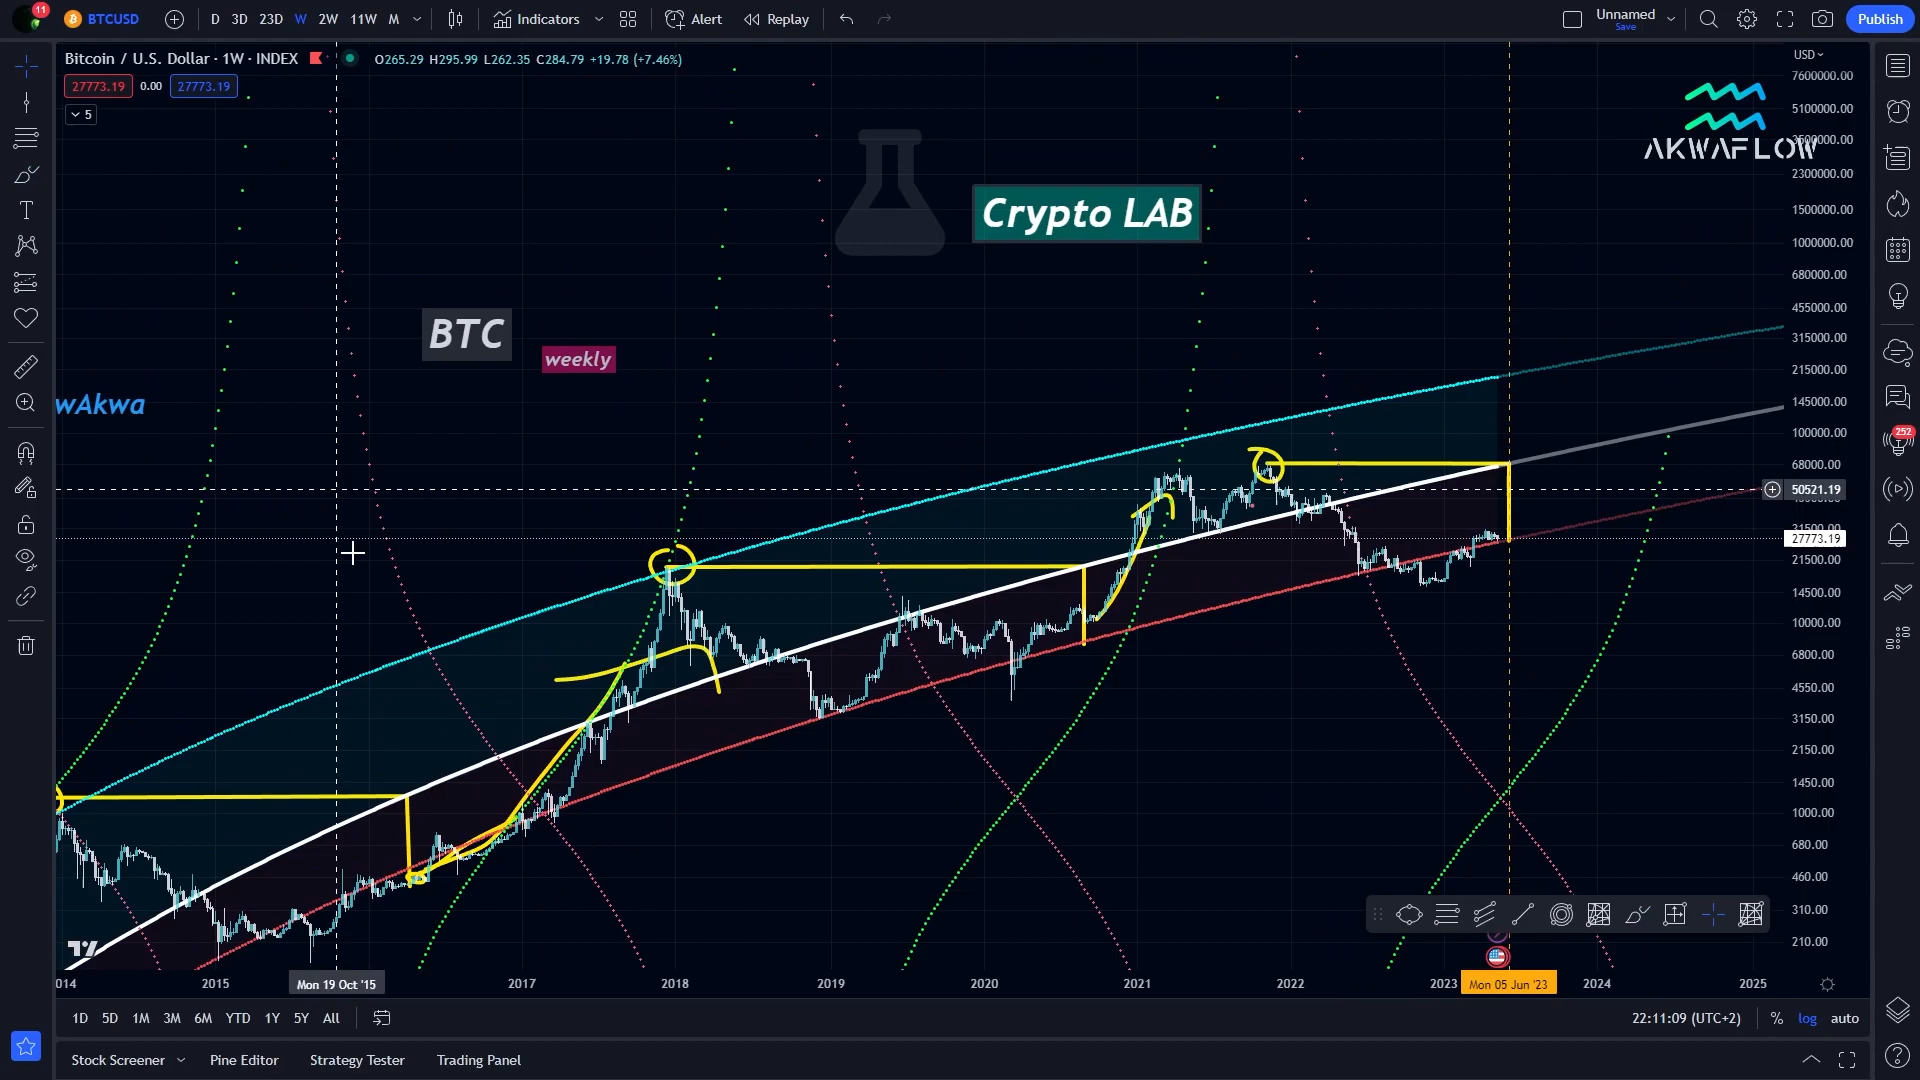 11
BTCUSD
D 3D 23D W 2W 11W M
Indicators
Alert
Replay
Unnamed
Save
Publish
Bitcoin / U.S. Dollar · 1W · INDEX
O265.29 H295.99 L262.35 C284.79 +19.78 (+7.46%)
27773.19 0.00 27773.19
5
USD
7600000.00
5100000.00
AKWAFLOW
2300000.00
1500000.00
1000000.00
680000.00
455000.00
315000.00
215000.00
145000.00
100000.00
68000.00
50521.19
31500.00
27773.19
21500.00
14500.00
10000.00
6800.00
4550.00
3150.00
2150.00
1450.00
1000.00
680.00
460.00
310.00
210.00
Crypto LAB
BTC
weekly
wAkwa
252
014 2015 Mon 19 Oct '15 2017 2018 2019 2020 2021 2022 2023 Mon 05 Jun '23 2024 2025
1D 5D 1M 3M 6M YTD 1Y 5Y All
22:11:09 (UTC+2) % log auto
Stock Screener Pine Editor Strategy Tester Trading Panel